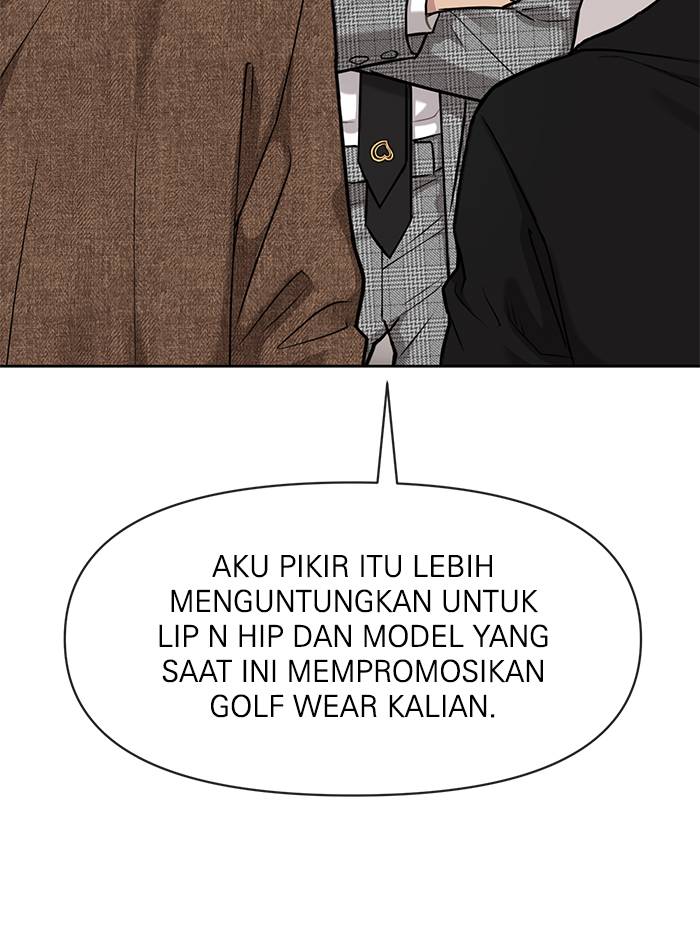 AKU PIKIR ITU LEBIH
MENGUNTUNGKAN UNTUK
LIP N HIP DAN MODEL YANG
SAAT INI MEMPROMOSIKAN
GOLF WEAR KALIAN.